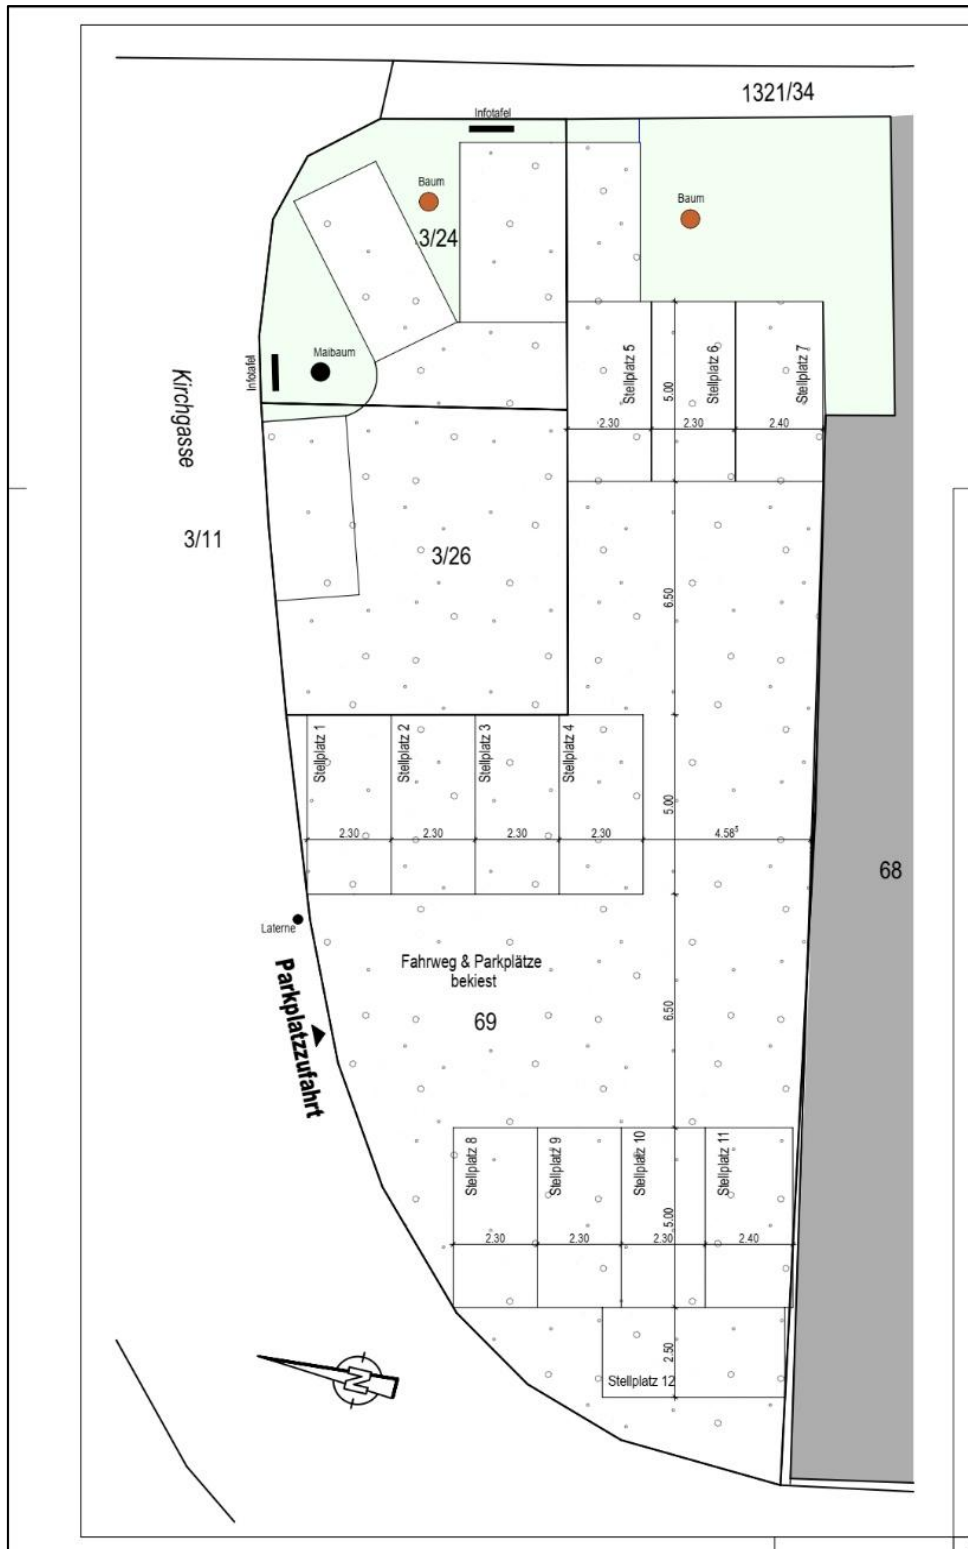 1321/34
Infotafel
Baum
Baum
3/24
Maibaum
Infotafel
Kirchgasse
Stellplatz 5
Stellplatz 6
Stellplatz 7
5.00
2.30
2.30
2.40
3/11
3/26
6.50
Stellplatz 1
Stellplatz 2
Stellplatz 3
Stellplatz 4
5.00
2.30
2.30
2.30
2.30
4.58⁵
68
Laterne
Fahrweg & Parkplätze
bekiest
69
Parkplatzzufahrt
6.50
Stellplatz 8
Stellplatz 9
Stellplatz 10
Stellplatz 11
5.00
2.30
2.30
2.30
2.40
2.50
Stellplatz 12
N